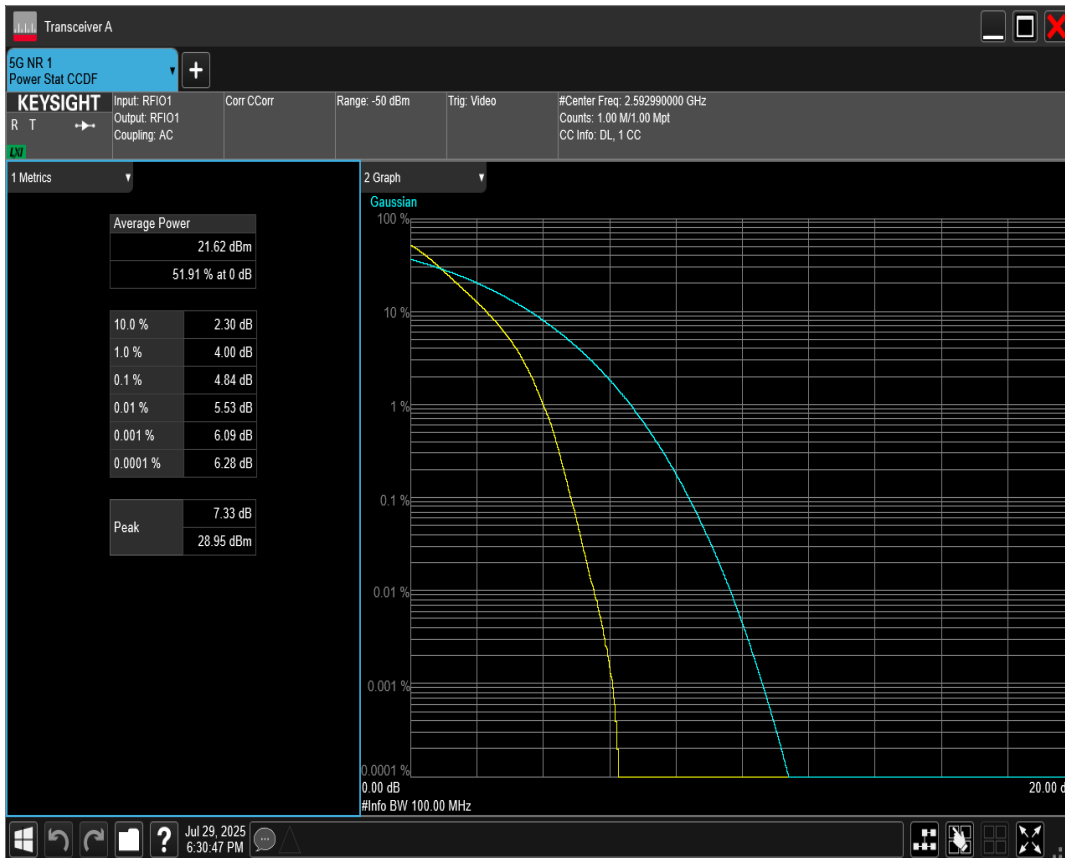 Transceiver A
5G NR 1
Power Stat CCDF
+
KEYSIGHT
R T
LXI
Input: RFIO1
Output: RFIO1
Coupling: AC
Corr CCorr
Range: -50 dBm
Trig: Video
#Center Freq: 2.592990000 GHz
Counts: 1.00 M/1.00 Mpt
CC Info: DL, 1 CC
1 Metrics
Average Power
21.62 dBm
51.91 % at 0 dB
10.0 % 2.30 dB
1.0 % 4.00 dB
0.1 % 4.84 dB
0.01 % 5.53 dB
0.001 % 6.09 dB
0.0001 % 6.28 dB
Peak
7.33 dB
28.95 dBm
2 Graph
Gaussian
100 %
10 %
1 %
0.1 %
0.01 %
0.001 %
0.0001 %
0.00 dB
20.00 d
#Info BW 100.00 MHz
?
Jul 29, 2025
6:30:47 PM